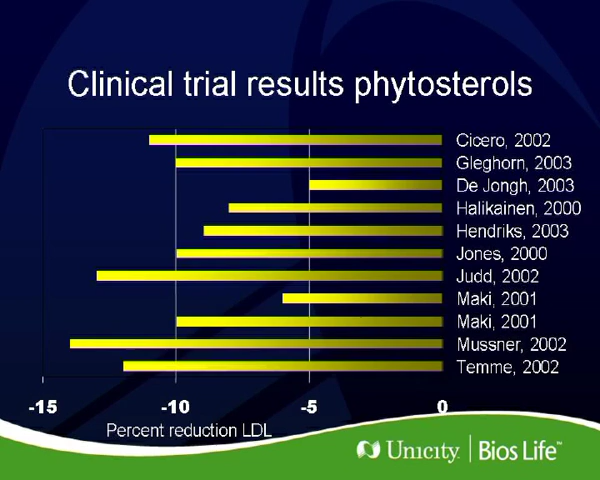 Clinical trial results phytosterols
Cicero, 2002
Gleghorn, 2003
De Jongh, 2003
Halikainen, 2000
Hendriks, 2003
Jones, 2000
Judd, 2002
Maki, 2001
Maki, 2001
Mussner, 2002
Temme, 2002
-15 -10 -5 0
Percent reduction LDL
Unicity | Bios Life™